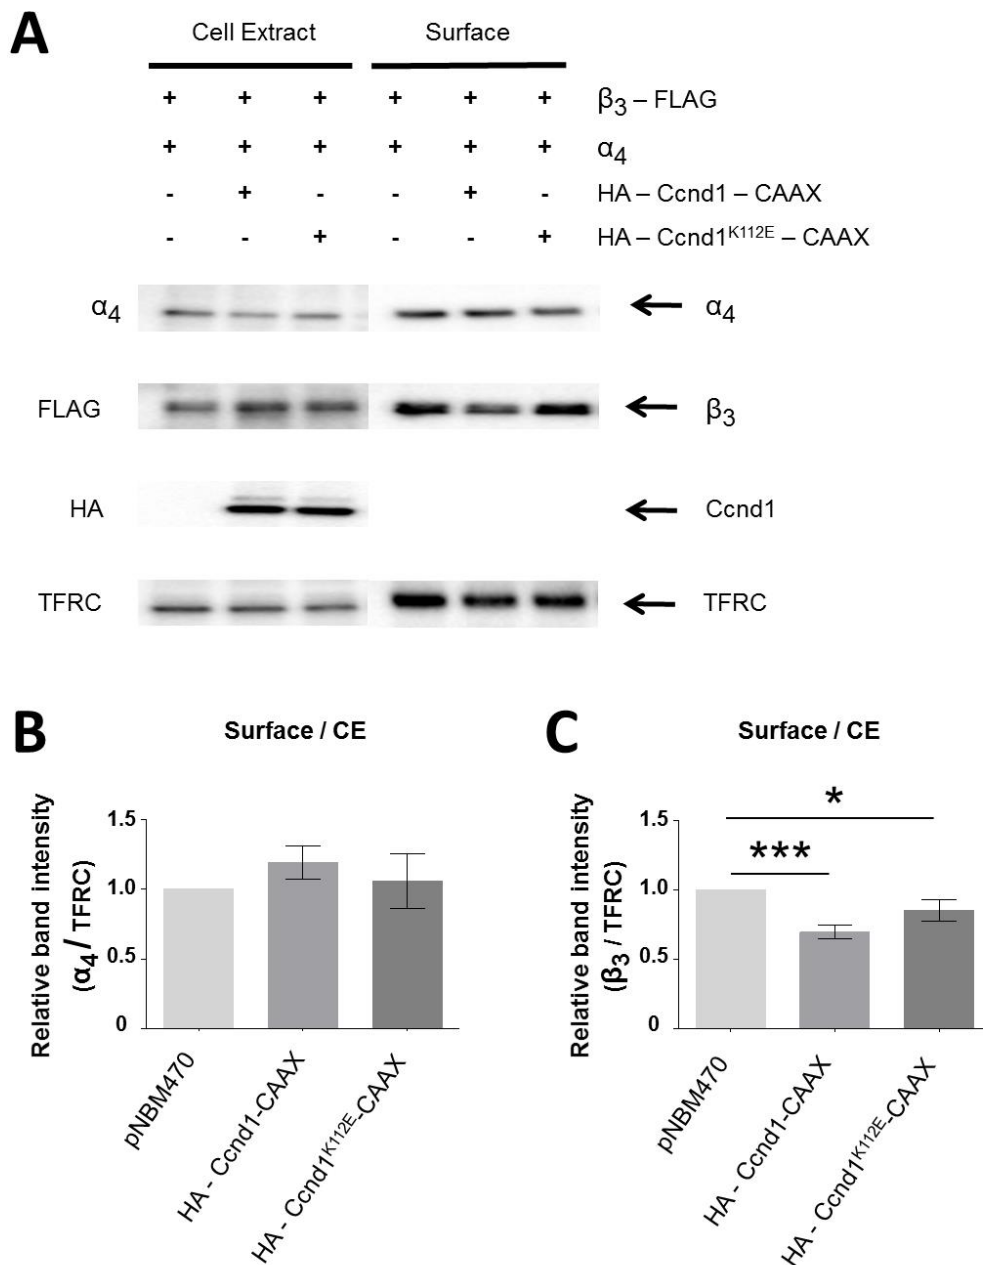 A
Cell Extract Surface
+ + + + + + β3 – FLAG
+ + + + + + α4
- + - - + - HA – Ccnd1 – CAAX
- - + - - + HA – Ccnd1K112E – CAAX
α4 α4
FLAG β3
HA Ccnd1
TFRC TFRC
B
Surface / CE
Relative band intensity
(α4 / TFRC)
1.5
1.0
0.5
0
pNBM470
HA - Ccnd1-CAAX
HA - Ccnd1K112E-CAAX
C
Surface / CE
Relative band intensity
(β3 / TFRC)
1.5
1.0
0.5
0
*
***
pNBM470
HA - Ccnd1-CAAX
HA - Ccnd1K112E-CAAX